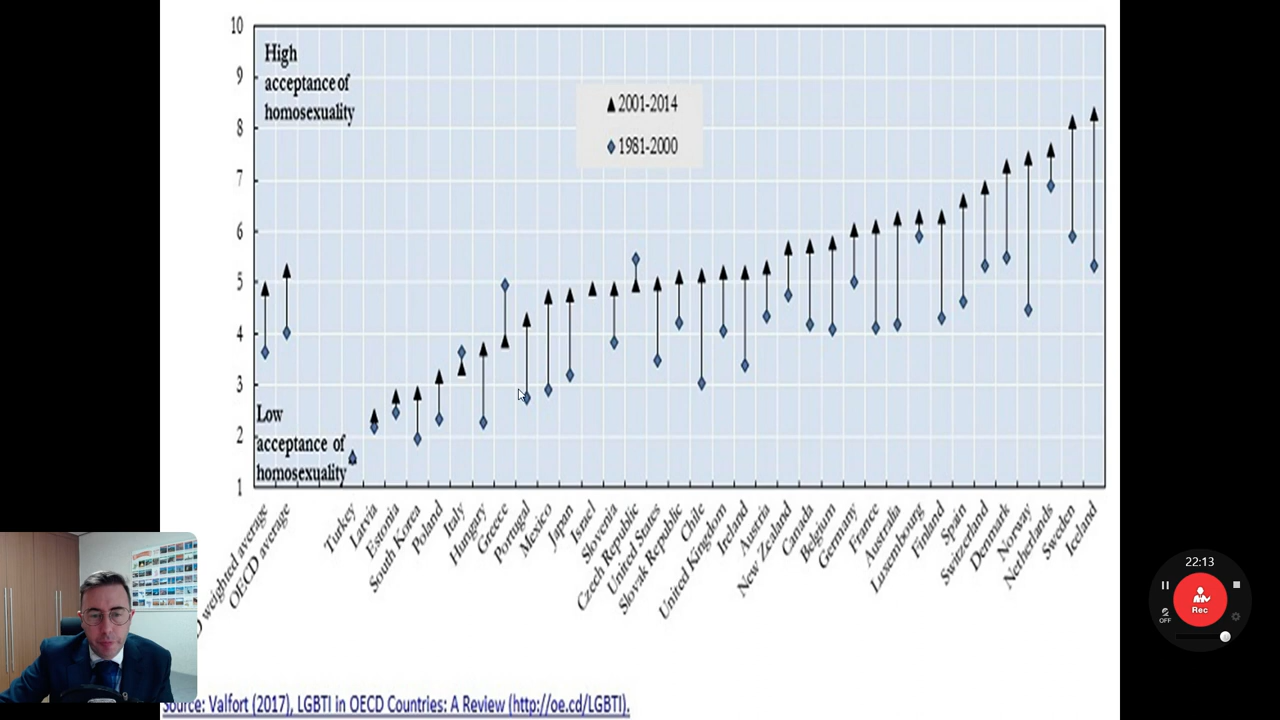 10
High
acceptance of
homosexuality
9
8
7
6
5
4
3
2
1
2001-2014
1981-2000
Low
acceptance of
homosexuality
weighted average
OECD average
Turkey
Latvia
Estonia
South Korea
Poland
Italy
Hungary
Greece
Portugal
Mexico
Japan
Israel
Slovenia
Czech Republic
United States
Slovak Republic
Chile
United Kingdom
Ireland
Austria
New Zealand
Canada
Belgium
Germany
France
Australia
Luxembourg
Finland
Spain
Switzerland
Denmark
Norway
Netherlands
Sweden
Iceland
Source: Valfort (2017), LGBTI in OECD Countries: A Review (http://oe.cd/LGBTI).
22:13
Rec
OFF